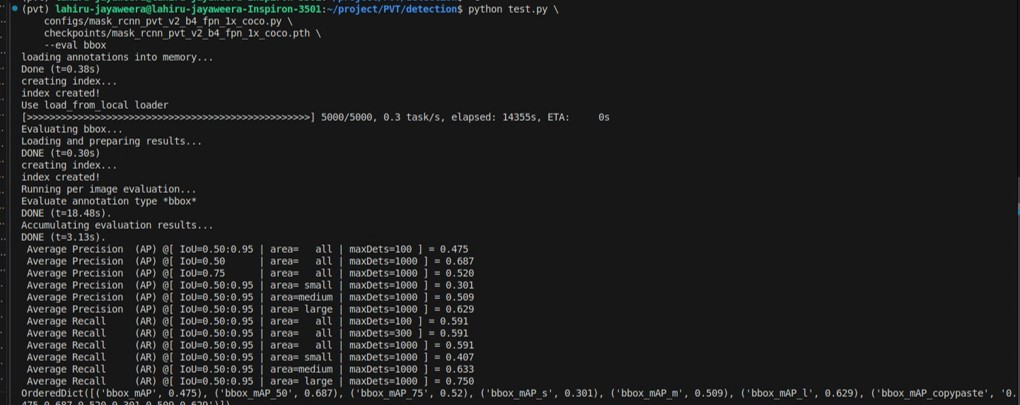 (pvt) lahiru-jayaweera@lahiru-jayaweera-Inspiron-3501:~/project/PVT/detection$ python test.py \
    configs/mask_rcnn_pvt_v2_b4_fpn_1x_coco.py \
    checkpoints/mask_rcnn_pvt_v2_b4_fpn_1x_coco.pth \
    --eval bbox
loading annotations into memory...
Done (t=0.38s)
creating index...
index created!
Use load_from_local loader
[>>>>>>>>>>>>>>>>>>>>>>>>>>>>>>>>>>>>>>>>>>>>>>>>>>] 5000/5000, 0.3 task/s, elapsed: 14355s, ETA:     0s
Evaluating bbox...
Loading and preparing results...
DONE (t=0.30s)
creating index...
index created!
Running per image evaluation...
Evaluate annotation type *bbox*
DONE (t=18.48s).
Accumulating evaluation results...
DONE (t=3.13s).
 Average Precision  (AP) @[ IoU=0.50:0.95 | area=   all | maxDets=100 ] = 0.475
 Average Precision  (AP) @[ IoU=0.50      | area=   all | maxDets=1000 ] = 0.687
 Average Precision  (AP) @[ IoU=0.75      | area=   all | maxDets=1000 ] = 0.520
 Average Precision  (AP) @[ IoU=0.50:0.95 | area= small | maxDets=1000 ] = 0.301
 Average Precision  (AP) @[ IoU=0.50:0.95 | area=medium | maxDets=1000 ] = 0.509
 Average Precision  (AP) @[ IoU=0.50:0.95 | area= large | maxDets=1000 ] = 0.629
 Average Recall     (AR) @[ IoU=0.50:0.95 | area=   all | maxDets=100 ] = 0.591
 Average Recall     (AR) @[ IoU=0.50:0.95 | area=   all | maxDets=300 ] = 0.591
 Average Recall     (AR) @[ IoU=0.50:0.95 | area=   all | maxDets=1000 ] = 0.591
 Average Recall     (AR) @[ IoU=0.50:0.95 | area= small | maxDets=1000 ] = 0.407
 Average Recall     (AR) @[ IoU=0.50:0.95 | area=medium | maxDets=1000 ] = 0.633
 Average Recall     (AR) @[ IoU=0.50:0.95 | area= large | maxDets=1000 ] = 0.750
OrderedDict([('bbox_mAP', 0.475), ('bbox_mAP_50', 0.687), ('bbox_mAP_75', 0.52), ('bbox_mAP_s', 0.301), ('bbox_mAP_m', 0.509), ('bbox_mAP_l', 0.629), ('bbox_mAP_copypaste', '0.
475 0.687 0.520 0.301 0.509 0.629')])